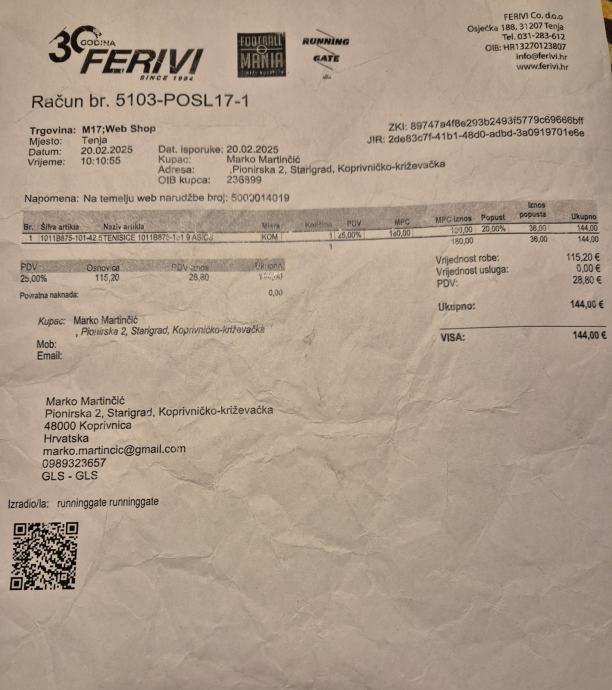 30 GODINA
FERIVI
SINCE 1994
FOOTBALL
MANIA
RUNNING
GATE
FERIVI Co. d.o.o
Osječka 188, 31207 Tenja
Tel. 031-283-612
OIB: HR13270123807
info@ferivi.hr
www.ferivi.hr
Račun br. 5103-POSL17-1
ZKI: 89747a4f8e293b2493f5779c69666bff
JIR: 2de83c7f-41b1-48d0-adbd-3a0919701e6e
Trgovina: M17;Web Shop
Mjesto: Tenja
Datum: 20.02.2025 Dat. isporuke: 20.02.2025
Vrijeme: 10:10:55 Kupac: Marko Martinčić
Adresa: ,Pionirska 2, Starigrad, Koprivničko-križevačka
OIB kupca: 236899
Napomena: Na temelju web narudžbe broj: 5002014019
Br. Šifra artikla Naziv artikla Mjera Količina PDV MPC MPC iznos Popust Iznos popusta Ukupno
1 1011B875-101-42.5 TENISICE 1011B875-101 9 ASICS KOM 1 25,00% 180,00 180,00 20,00% 36,00 144,00
1 180,00 36,00 144,00
PDV Osnovica PDV iznos Ukupno
25,00% 115,20 28,80
Povratna naknada: 0,00
Vrijednost robe: 115,20 €
Vrijednost usluga: 0,00 €
PDV: 28,80 €
Ukupno: 144,00 €
VISA: 144,00 €
Kupac: Marko Martinčić
, Pionirska 2, Starigrad, Koprivničko-križevačka
Mob:
Email:
Marko Martinčić
Pionirska 2, Starigrad, Koprivničko-križevačka
48000 Koprivnica
Hrvatska
marko.martincic@gmail.com
0989323657
GLS - GLS
Izradio/la: runninggate runninggate